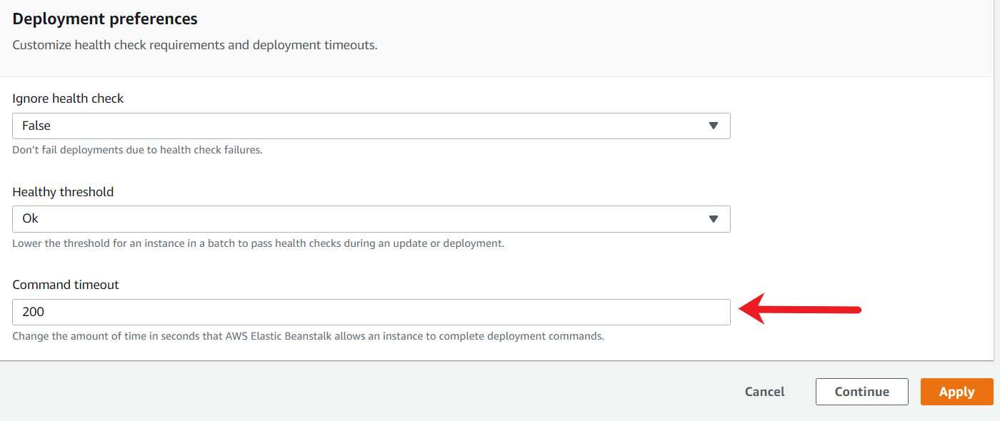 Deployment preferences
Customize health check requirements and deployment timeouts.
Ignore health check
False
Don't fail deployments due to health check failures.
Healthy threshold
Ok
Lower the threshold for an instance in a batch to pass health checks during an update or deployment.
Command timeout
200
Change the amount of time in seconds that AWS Elastic Beanstalk allows an instance to complete deployment commands.
Cancel Continue Apply